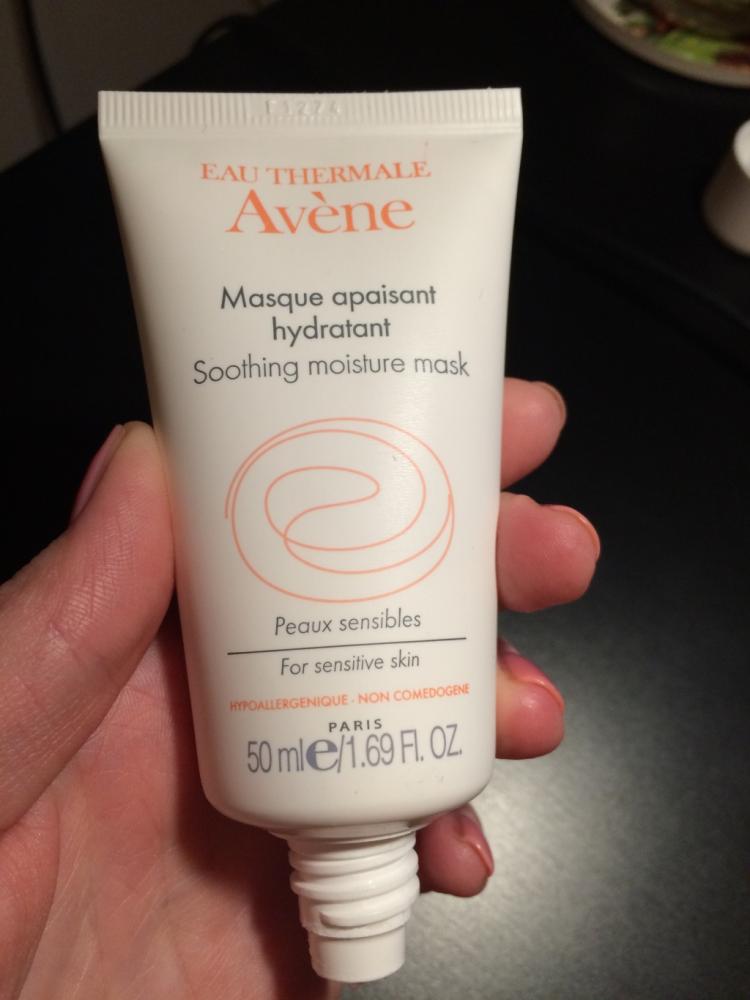 EAU THERMALE
Avène
Masque apaisant
hydratant
Soothing moisture mask
Peaux sensibles
For sensitive skin
HYPOALLERGENIQUE - NON COMEDOGENE
PARIS
50 mle/1.69 Fl. OZ.